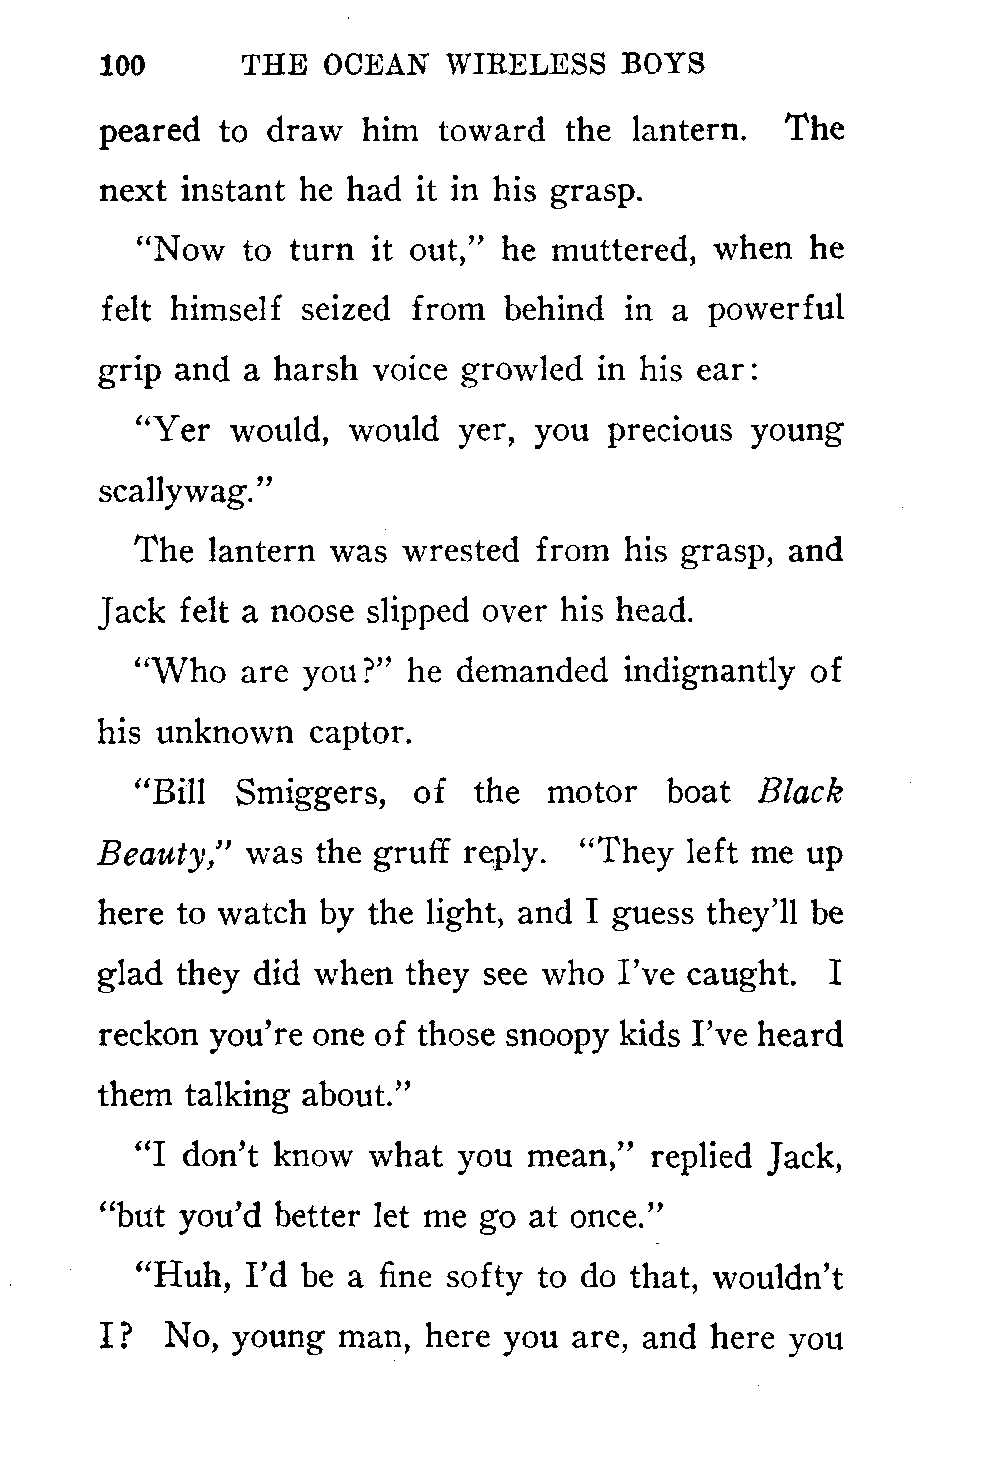 100 THE OCEAN WIRELESS BOYS
peared to draw him toward the lantern. The
next instant he had it in his grasp.
“Now to turn it out,” he muttered, when he
felt himself seized from behind in a powerful
grip and a harsh voice growled in his ear:
“Yer would, would yer, you precious young
scallywag.”
The lantern was wrested from his grasp, and
Jack felt a noose slipped over his head.
“Who are you?” he demanded indignantly of
his unknown captor.
“Bill Smiggers, of the motor boat Black
Beauty,” was the gruff reply. “They left me up
here to watch by the light, and I guess they’ll be
glad they did when they see who I’ve caught. I
reckon you’re one of those snoopy kids I’ve heard
them talking about.”
“I don’t know what you mean,” replied Jack,
“but you’d better let me go at once.”
“Huh, I’d be a fine softy to do that, wouldn’t
I? No, young man, here you are, and here you